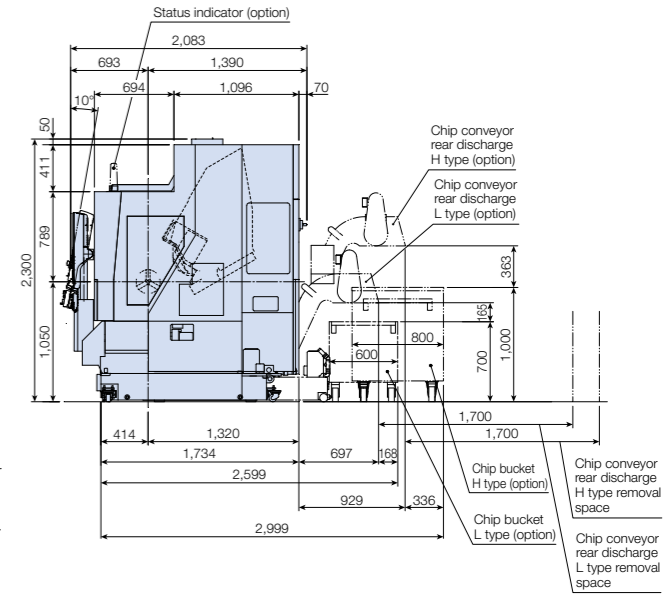 Status indicator (option)
2,083
693
1,390
694
1,096
70
10°
50
411
789
2,300
1,050
Chip conveyor
rear discharge
H type (option)
Chip conveyor
rear discharge
L type (option)
363
165
1,000
700
800
600
1,700
1,700
414
1,320
1,734
697
168
2,599
929
336
2,999
Chip bucket
H type (option)
Chip bucket
L type (option)
Chip conveyor
rear discharge
H type removal
space
Chip conveyor
rear discharge
L type removal
space